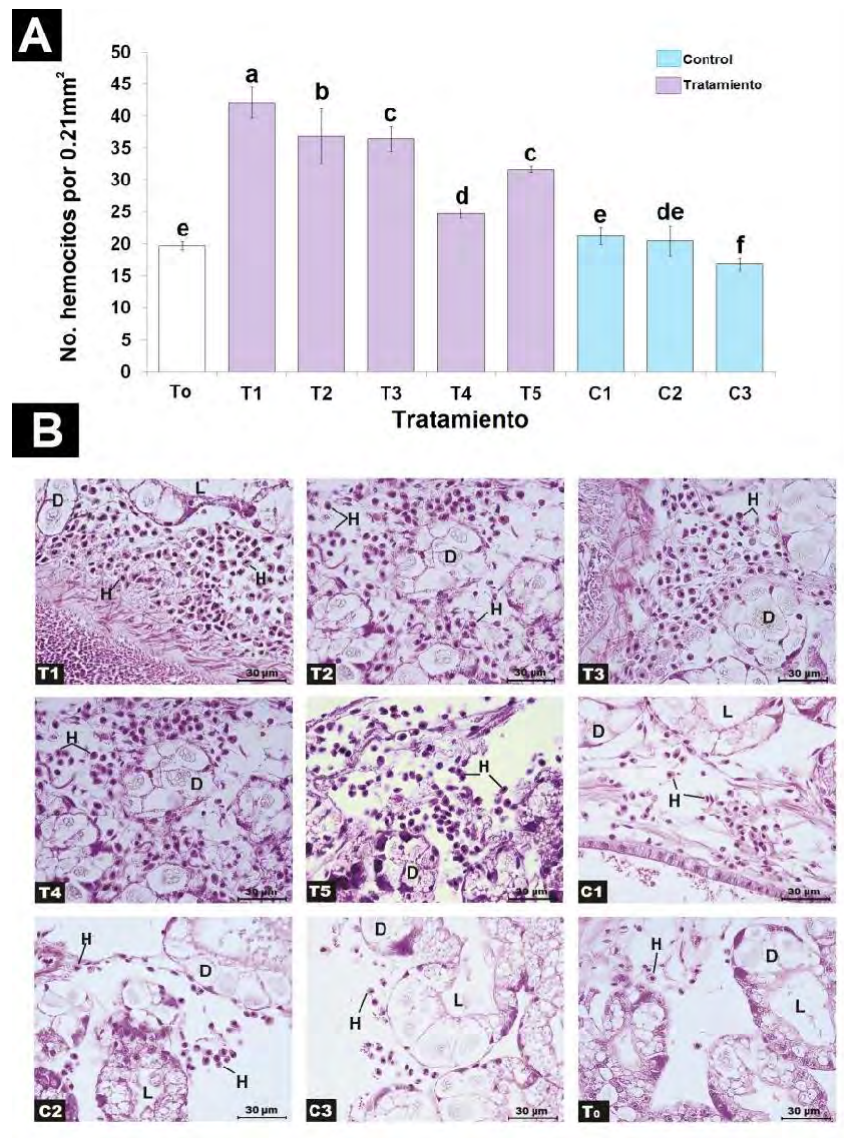 A
No. hemocitos por 0.21mm²
50
45
40
35
30
25
20
15
10
5
0
e
a
b
c
d
c
e
de
f
Control
Tratamiento
To
T1
T2
T3
T4
T5
C1
C2
C3
Tratamiento
B
D
L
H
H
T1
30 µm
H
D
H
T2
30 µm
H
D
T3
30 µm
H
D
T4
30 µm
H
D
T5
30 µm
D
L
H
C1
30 µm
H
D
H
L
C2
30 µm
D
L
H
C3
30 µm
H
D
L
T₀
30 µm